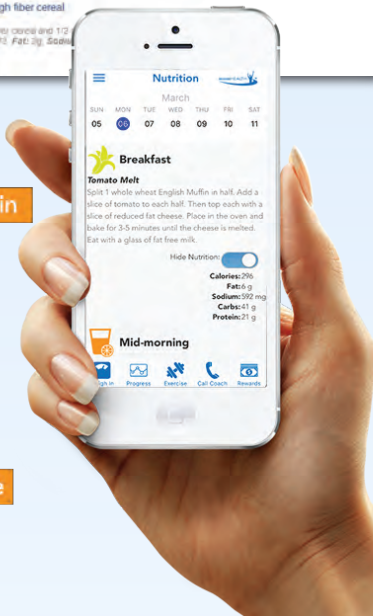 gh fiber cereal
Nutrition
March
SUN MON TUE WED THU FRI SAT
05 06 07 08 09 10 11
Breakfast
Tomato Melt
Split 1 whole wheat English Muffin in half. Add a
slice of tomato to each half. Then top each with a
slice of reduced fat cheese. Place in the oven and
bake for 3-5 minutes until the cheese is melted.
Eat with a glass of fat free milk.
Hide Nutrition:
Calories:296
Fat:6 g
Sodium:592 mg
Carbs:41 g
Protein:21 g
in
Mid-morning
gh in Progress Exercise Call Coach Rewards
e